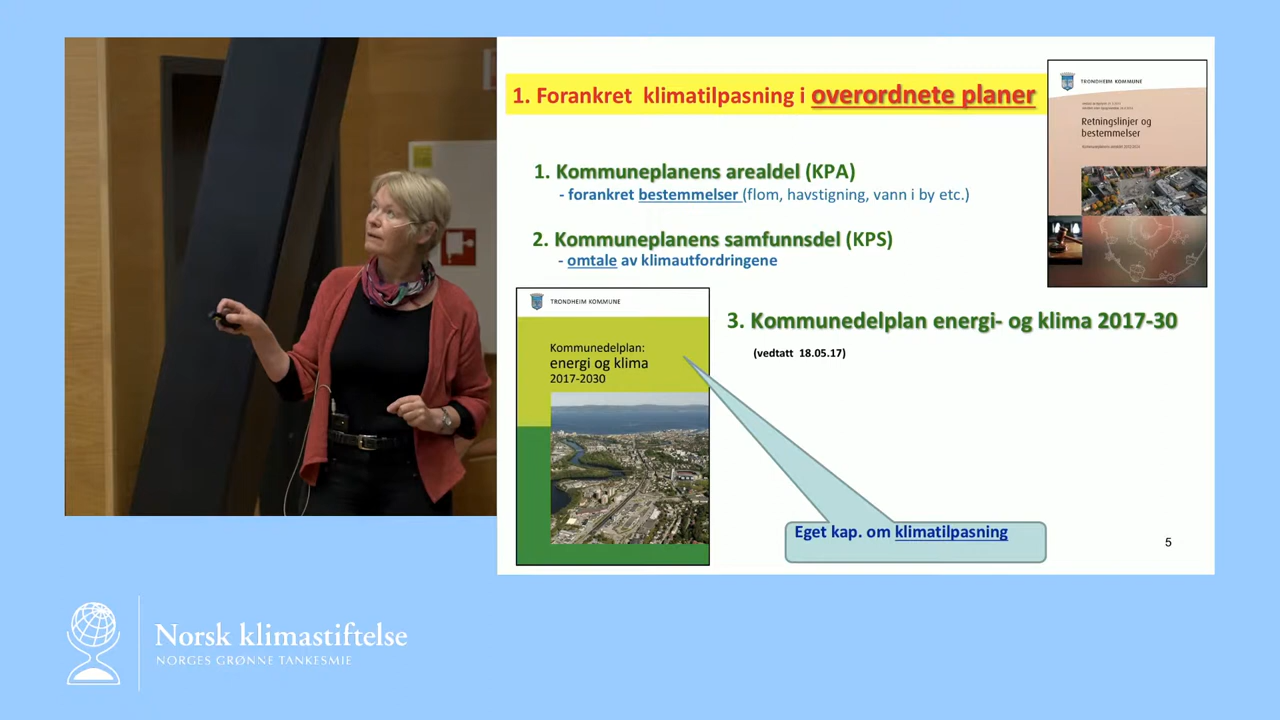 1. Forankret klimatilpasning i overordnete planer
TRONDHEIM KOMMUNE
Retningslinjer og
bestemmelser
1. Kommuneplanens arealdel (KPA)
- forankret bestemmelser (flom, havstigning, vann i by etc.)
2. Kommuneplanens samfunnsdel (KPS)
- omtale av klimautfordringene
TRONDHEIM KOMMUNE
Kommunedelplan:
energi og klima
2017-2030
3. Kommunedelplan energi- og klima 2017-30
(vedtatt 18.05.17)
Eget kap. om klimatilpasning
5
Norsk klimastiftelse
NORGES GRØNNE TANKESMIE